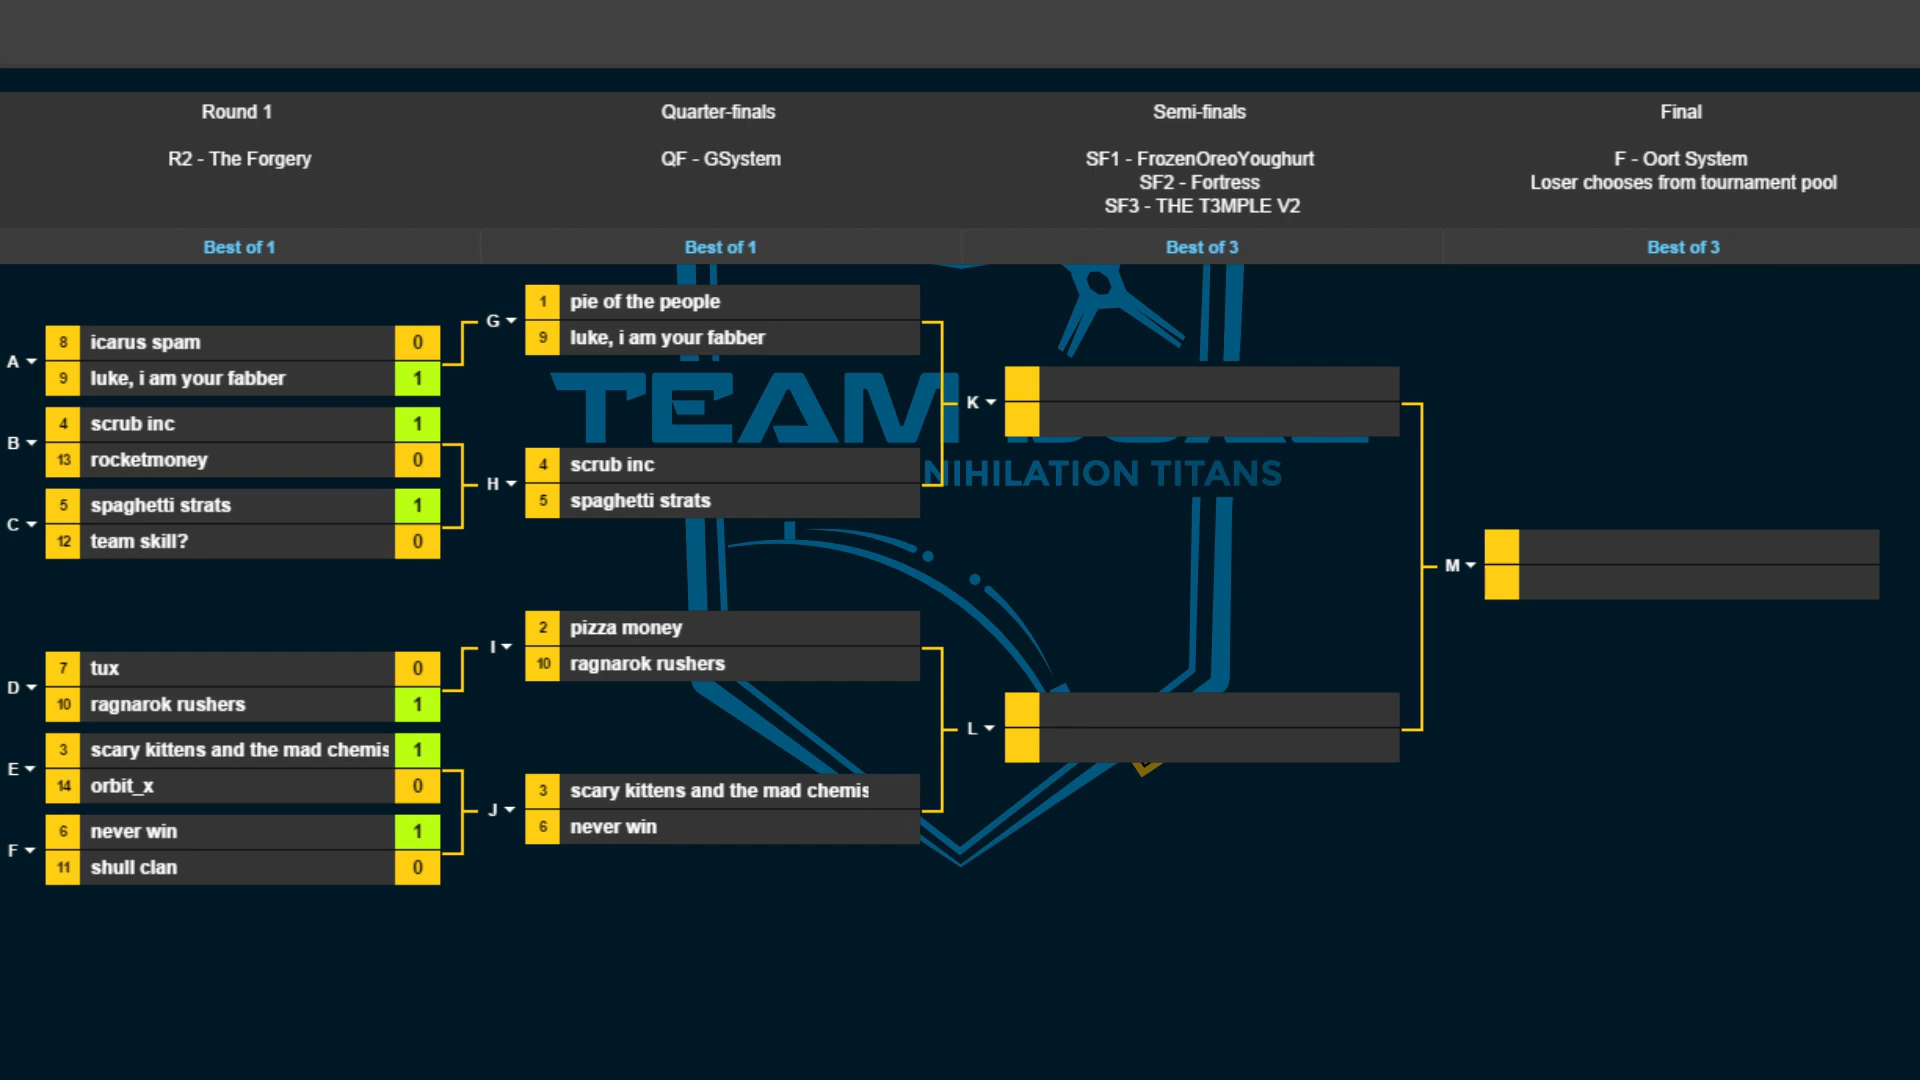 Round 1
R2 - The Forgery
Best of 1
Quarter-finals
QF - GSystem
Best of 1
Semi-finals
SF1 - FrozenOreoYoughurt
SF2 - Fortress
SF3 - THE T3MPLE V2
Best of 3
Final
F - Oort System
Loser chooses from tournament pool
Best of 3
A
8 icarus spam 0
9 luke, i am your fabber 1
B
4 scrub inc 1
13 rocketmoney 0
C
5 spaghetti strats 1
12 team skill? 0
D
7 tux 0
10 ragnarok rushers 1
E
3 scary kittens and the mad chemis 1
14 orbit_x 0
F
6 never win 1
11 shull clan 0
G
1 pie of the people
9 luke, i am your fabber
H
4 scrub inc
5 spaghetti strats
I
2 pizza money
10 ragnarok rushers
J
3 scary kittens and the mad chemis
6 never win
K
L
M
TEAM
NIHILATION TITANS